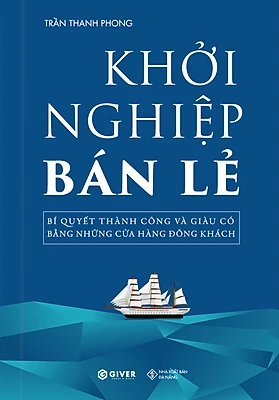 TRẦN THANH PHONG
KHỞI
NGHIỆP
BÁN LẺ
BÍ QUYẾT THÀNH CÔNG VÀ GIÀU CÓ
BẰNG NHỮNG CỬA HÀNG ĐÔNG KHÁCH
GIVER
NHÀ XUẤT BẢN
ĐÀ NẴNG